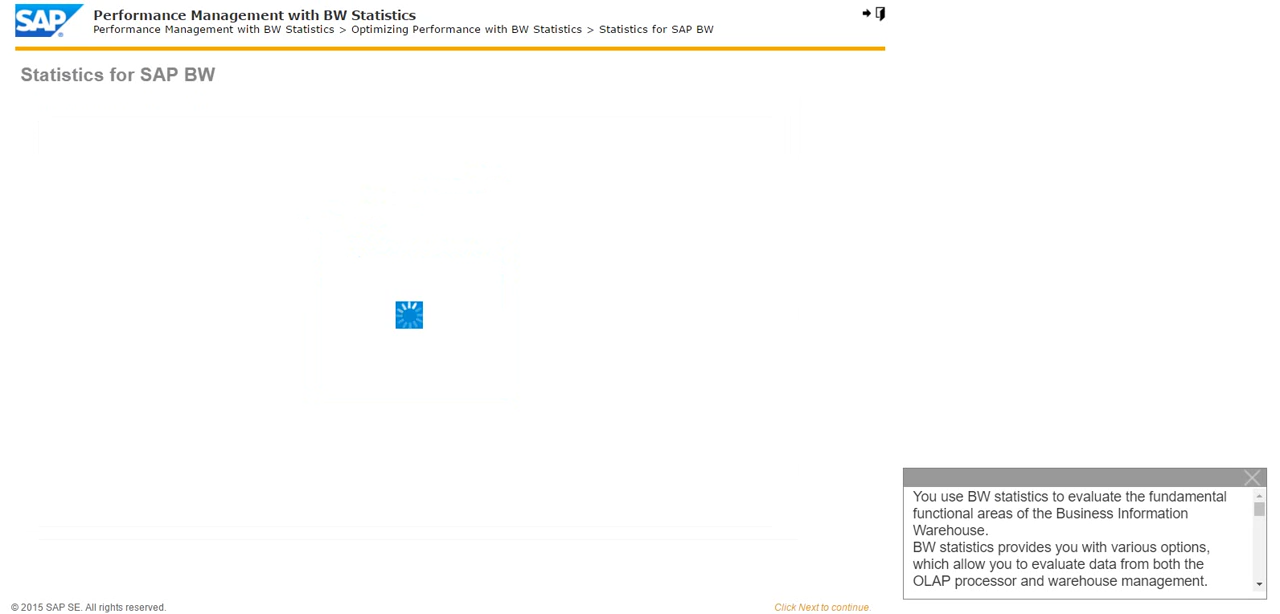 SAP
Performance Management with BW Statistics
Performance Management with BW Statistics > Optimizing Performance with BW Statistics > Statistics for SAP BW
Statistics for SAP BW
You use BW statistics to evaluate the fundamental
functional areas of the Business Information
Warehouse.
BW statistics provides you with various options,
which allow you to evaluate data from both the
OLAP processor and warehouse management.
© 2015 SAP SE. All rights reserved.
Click Next to continue.